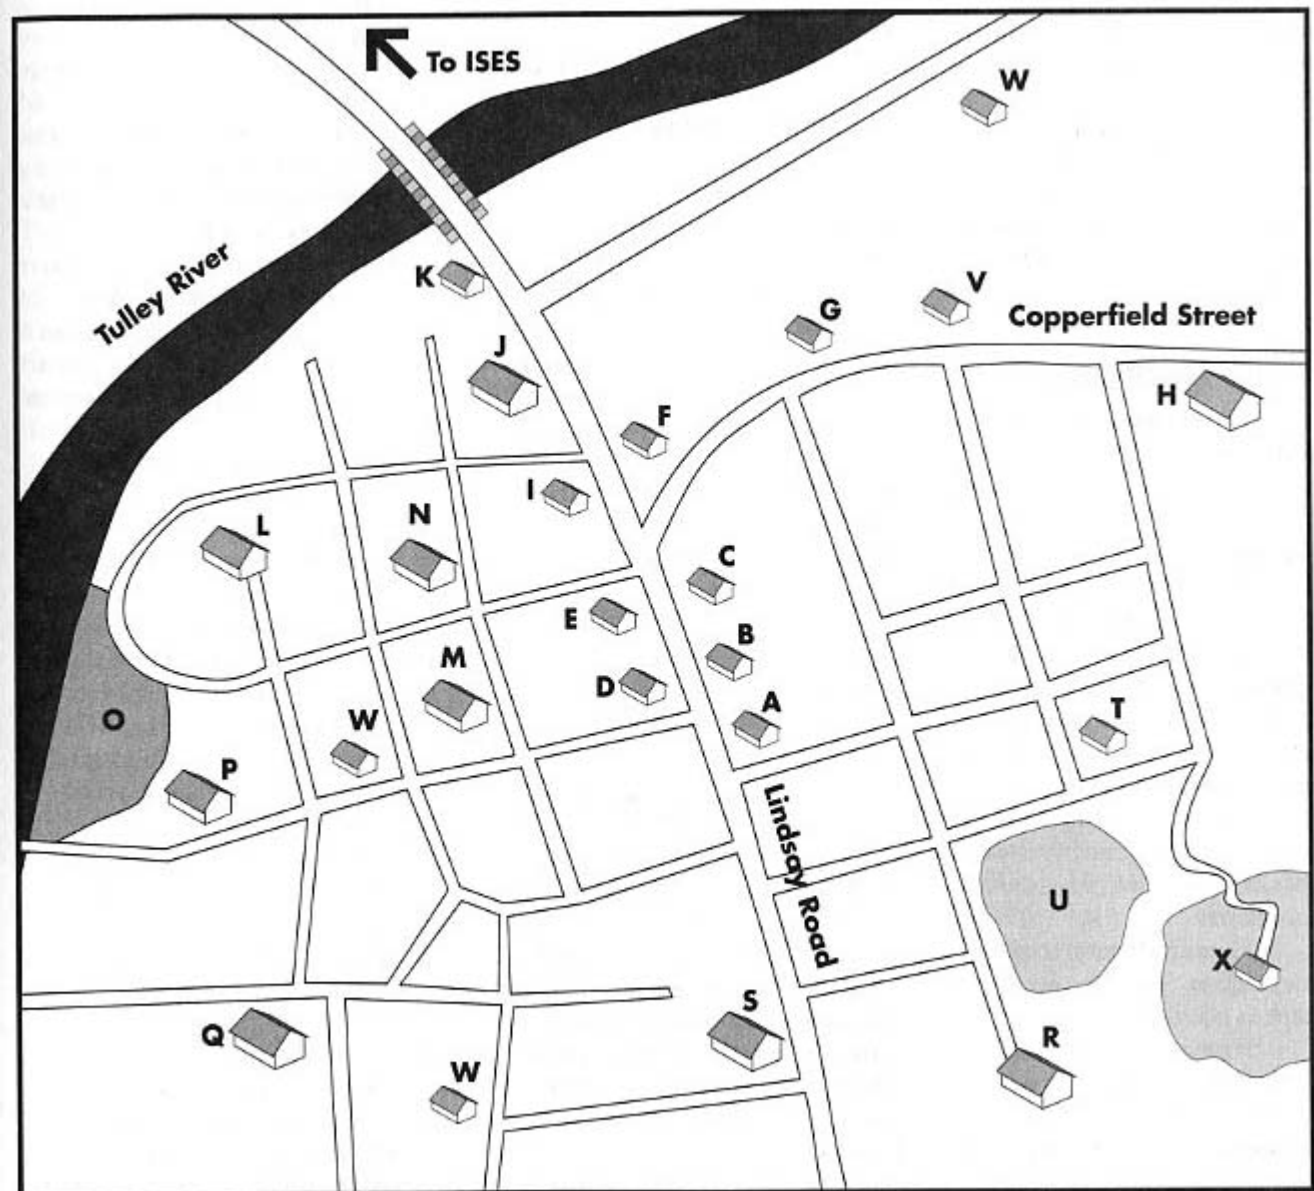 To ISES
W
Tulley River
K
G
V
Copperfield Street
J
H
F
I
L
N
C
E
B
M
D
A
O
W
T
P
Lindsay Road
U
X
S
Q
R
W